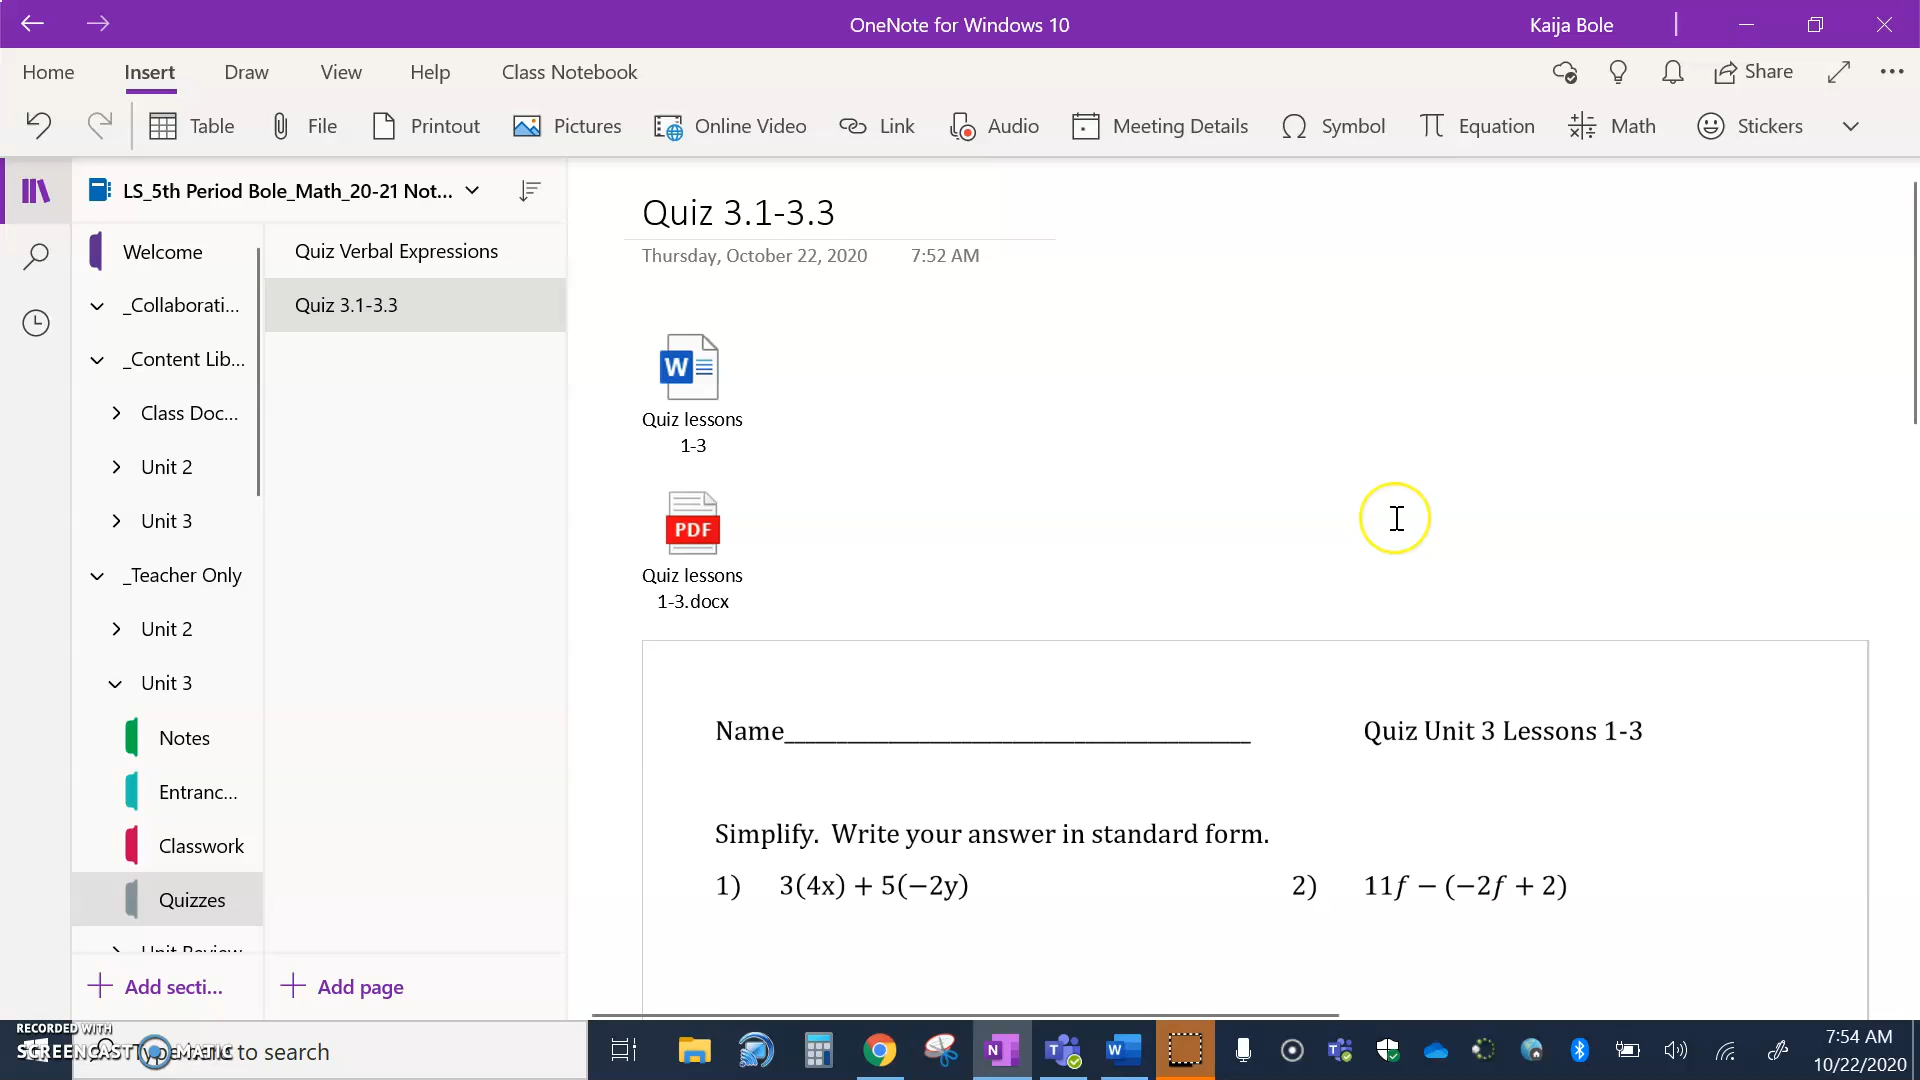 OneNote for Windows 10
Kaija Bole
Home
Insert
Draw
View
Help
Class Notebook
Share
Table
File
Printout
Pictures
Online Video
Link
Audio
Meeting Details
Symbol
Equation
Math
Stickers
LS_5th Period Bole_Math_20-21 Not...
Welcome
_Collaborati...
_Content Lib...
Class Doc...
Unit 2
Unit 3
_Teacher Only
Unit 2
Unit 3
Notes
Entranc...
Classwork
Quizzes
Unit Review
Add secti...
Quiz Verbal Expressions
Quiz 3.1-3.3
Add page
Quiz 3.1-3.3
Thursday, October 22, 2020 7:52 AM
W
Quiz lessons
1-3
PDF
Quiz lessons
1-3.docx
Name__________________________________ Quiz Unit 3 Lessons 1-3
Simplify. Write your answer in standard form.
1) 3(4x) + 5(−2y) 2) 11f − (−2f + 2)
RECORDED WITH
SCREENCAST MATIC
to search
7:54 AM
10/22/2020